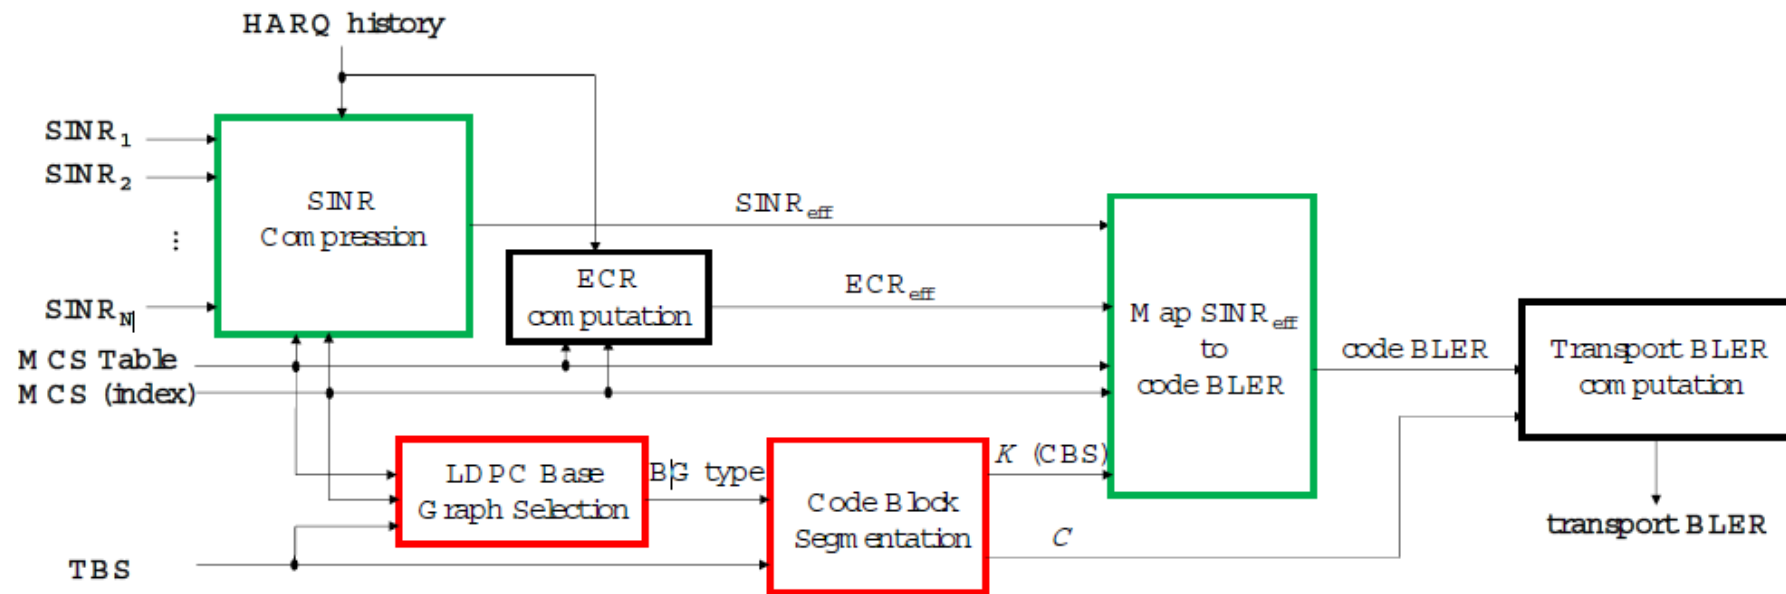 HARQ history
SINR1
SINR2
⋮
SINRN
SINR
Compression
SINReff
ECR
computation
ECReff
MCS Table
MCS (index)
Map SINReff
to
code BLER
code BLER
Transport BLER
computation
LDPC Base
Graph Selection
BG type
Code Block
Segmentation
K (CBS)
C
TBS
transport BLER